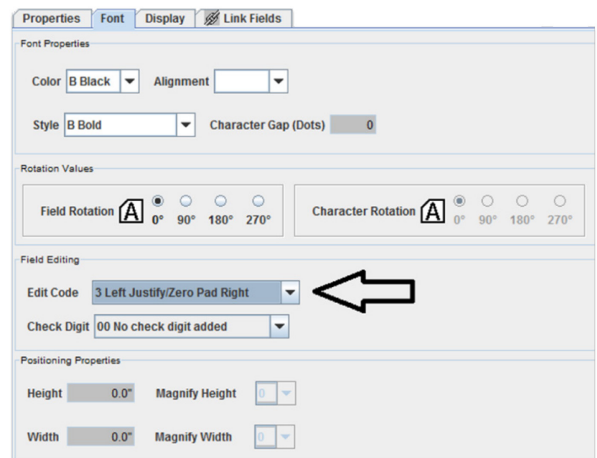 Properties Font Display Link Fields
Font Properties
Color B Black Alignment
Style B Bold Character Gap (Dots) 0
Rotation Values
Field Rotation A 0° 90° 180° 270° Character Rotation A 0° 90° 180° 270°
Field Editing
Edit Code 3 Left Justify/Zero Pad Right
Check Digit 00 No check digit added
Positioning Properties
Height 0.0" Magnify Height 0
Width 0.0" Magnify Width 0